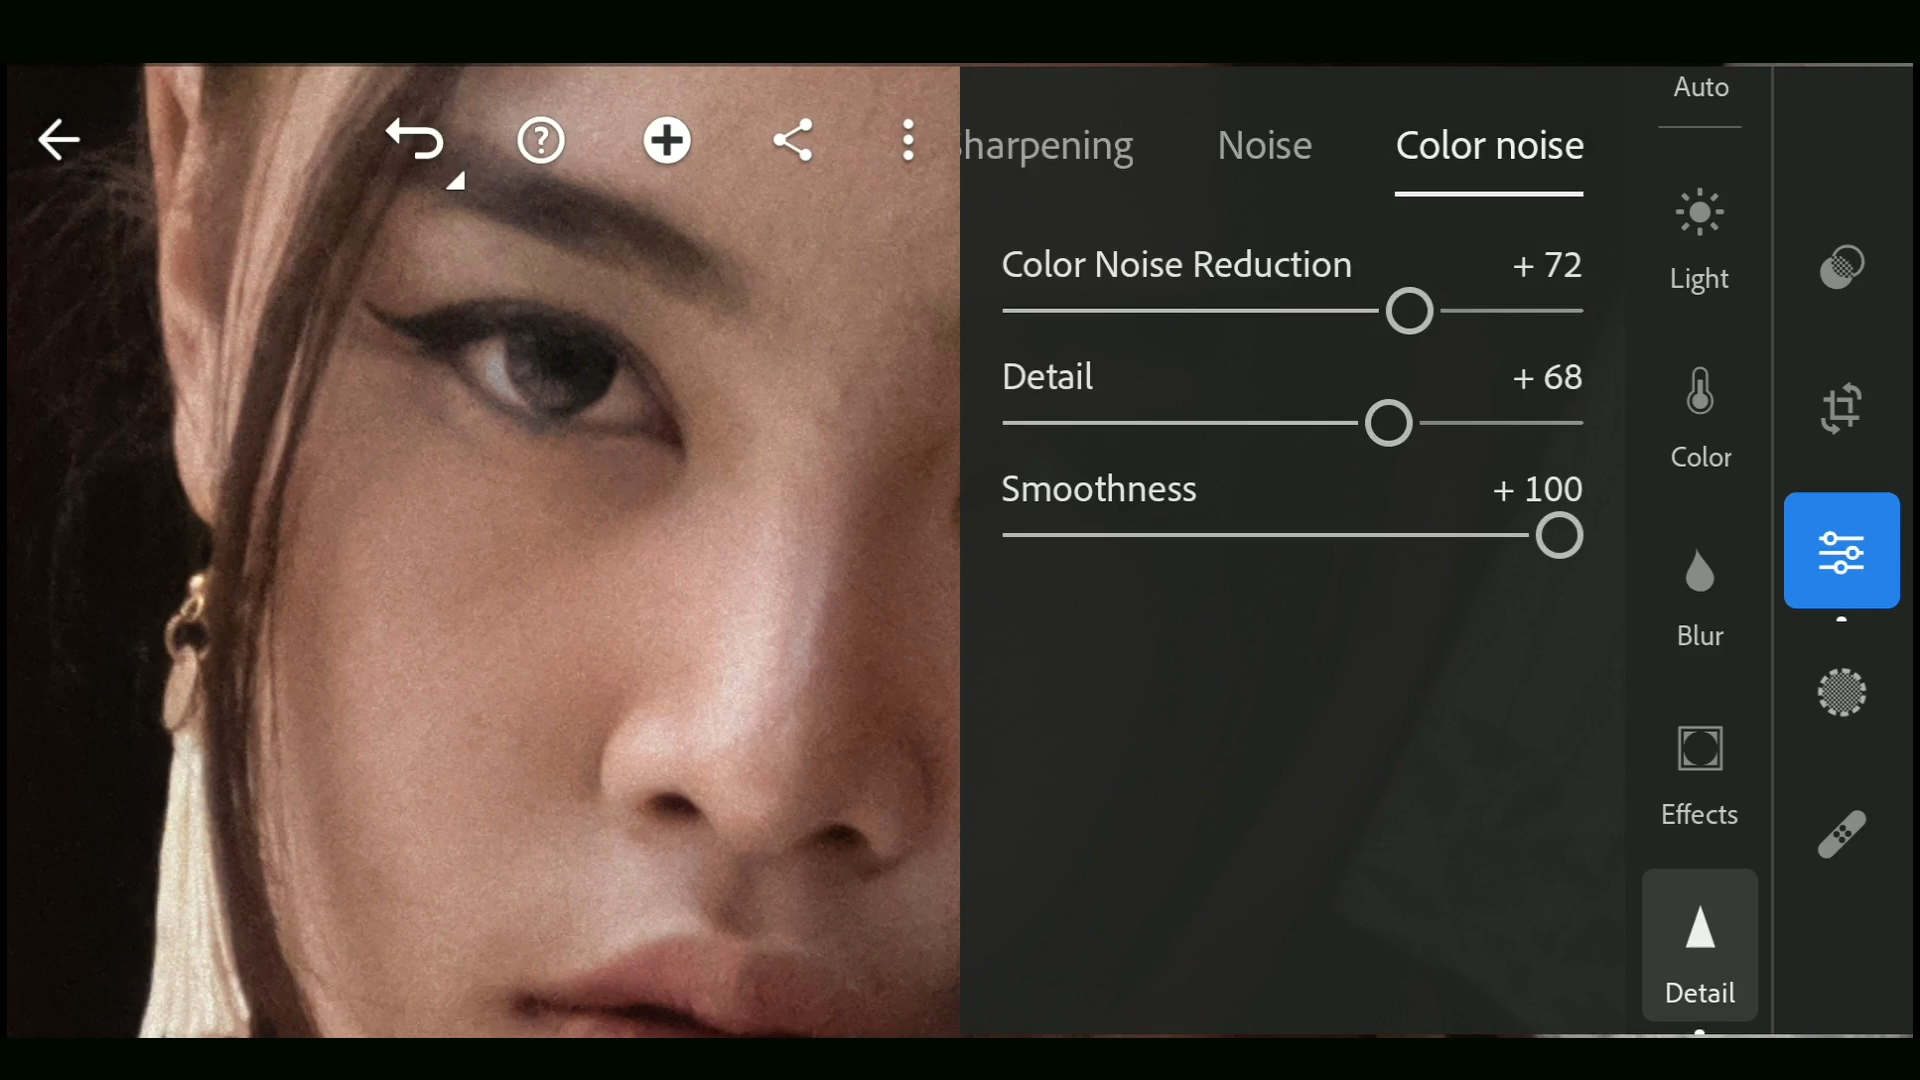 harpening Noise Color noise
Color Noise Reduction + 72
Detail + 68
Smoothness + 100
Auto
Light
Color
Blur
Effects
Detail